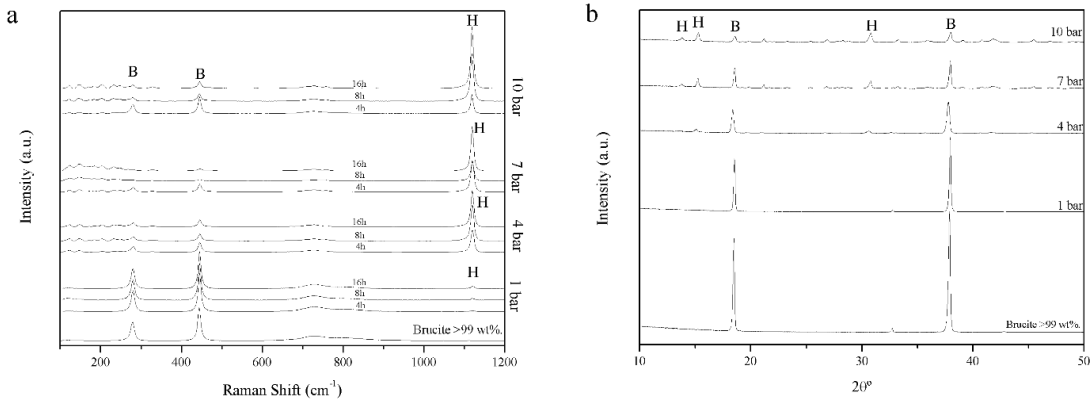 a
H
B
B
16h
8h
4h
10 bar
H
16h
8h
4h
7 bar
H
16h
8h
4h
4 bar
H
16h
8h
4h
1 bar
Brucite >99 wt%.
200
400
600
800
1000
1200
Raman Shift (cm-1)
Intensity (a.u.)
b
H
H
B
H
B
10 bar
7 bar
4 bar
1 bar
Brucite >99 wt%.
10
20
30
40
50
2θº
Intensity (a.u.)